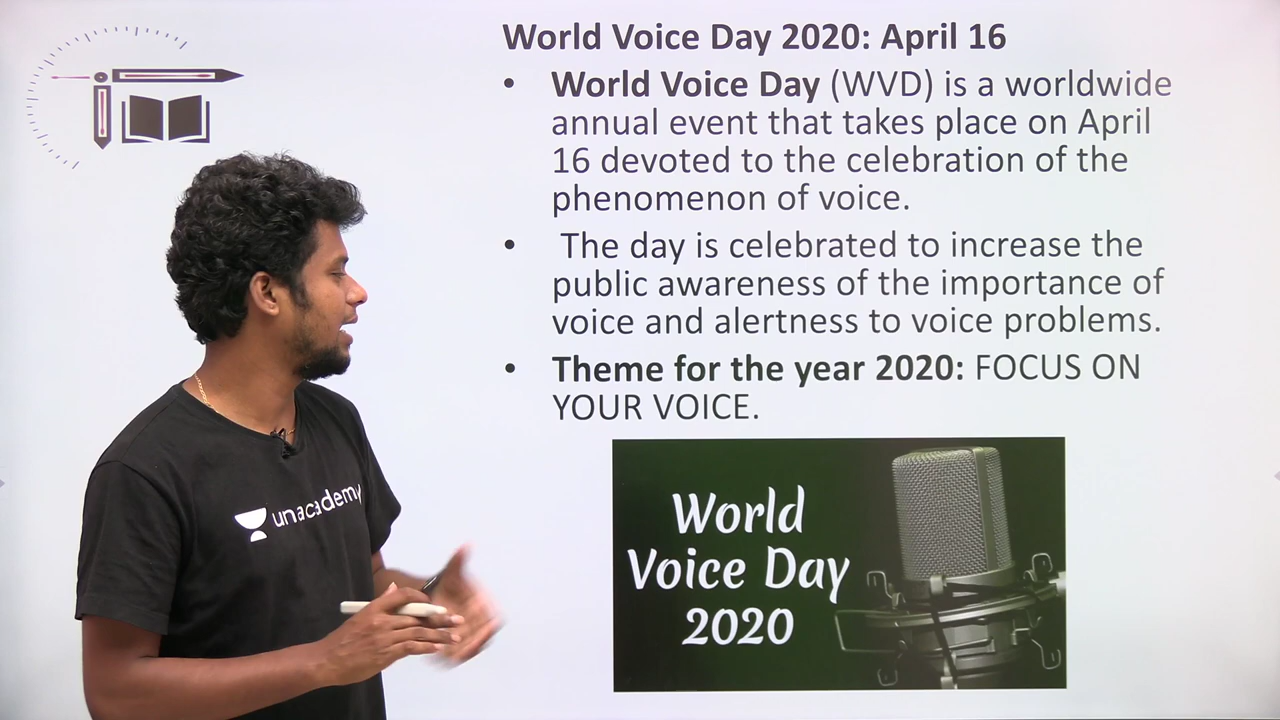 World Voice Day 2020: April 16
• World Voice Day (WVD) is a worldwide
annual event that takes place on April
16 devoted to the celebration of the
phenomenon of voice.
• The day is celebrated to increase the
public awareness of the importance of
voice and alertness to voice problems.
• Theme for the year 2020: FOCUS ON
YOUR VOICE.
World
Voice Day
2020
unacademy